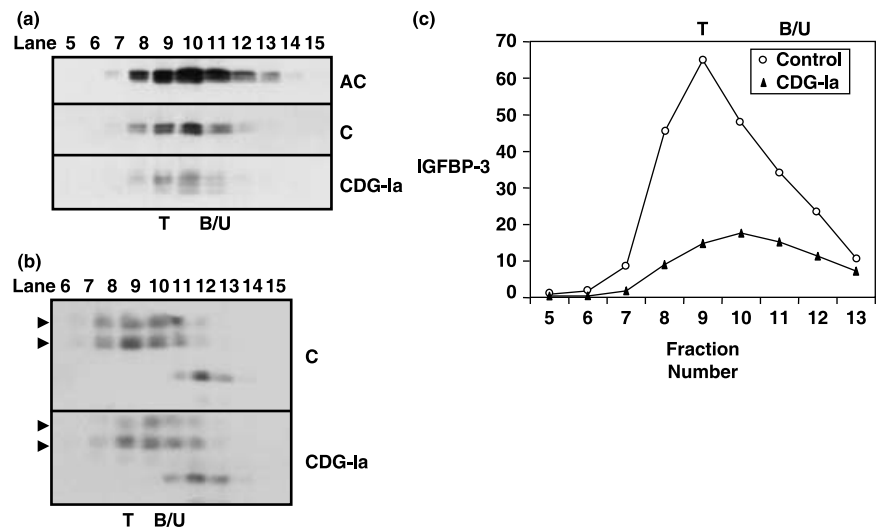 (a)
Lane 5 6 7 8 9 10 11 12 13 14 15
AC
C
CDG-Ia
T B/U
(b)
Lane 6 7 8 9 10 11 12 13 14 15
C
CDG-Ia
T B/U
(c)
T B/U
Control
CDG-Ia
IGFBP-3
70
60
50
40
30
20
10
0
5 6 7 8 9 10 11 12 13
Fraction
Number